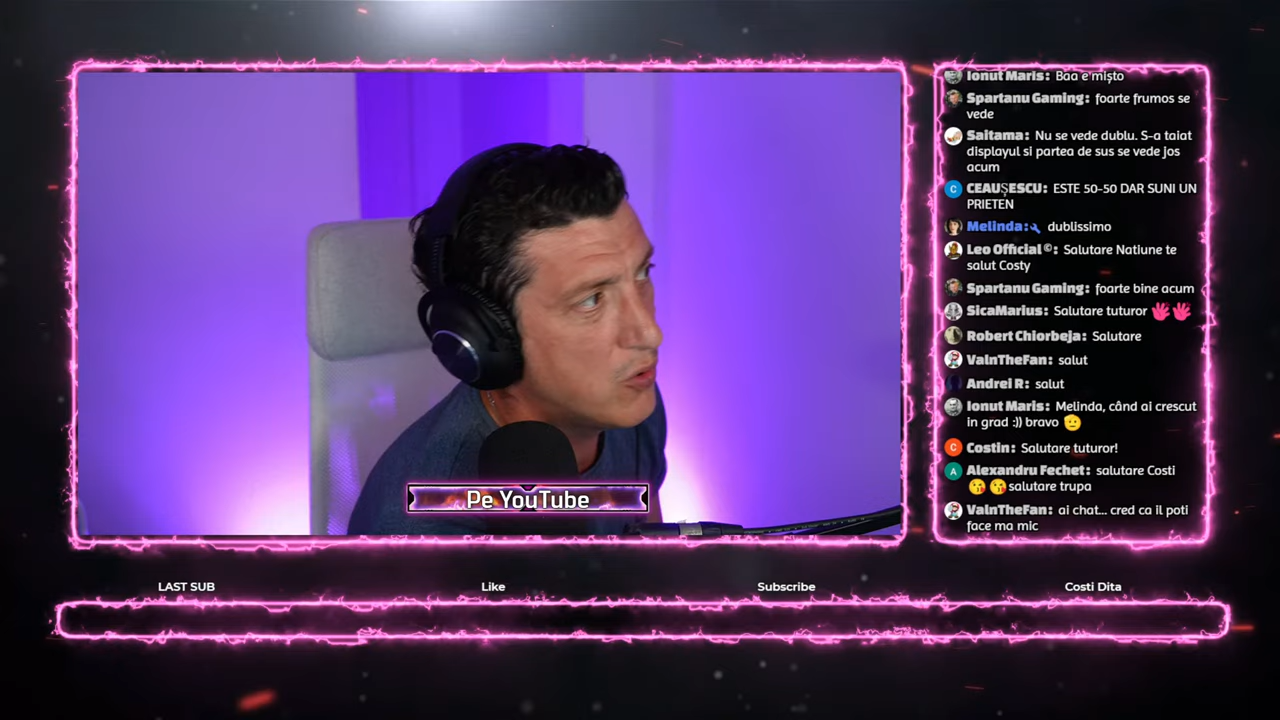 Ionut Maris: Baa e mișto
Spartanu Gaming: foarte frumos se
vede
Saitama: Nu se vede dublu. S-a taiat
displayul si partea de sus se vede jos
acum
C CEAUȘESCU: ESTE 50-50 DAR SUNI UN
PRIETEN
Melinda: dublissimo
Leo Official ©: Salutare Natiune te
salut Costy
Spartanu Gaming: foarte bine acum
SicaMarius: Salutare tuturor
Robert Chiorbeja: Salutare
ValnTheFan: salut
Andrei R: salut
Ionut Maris: Melinda, când ai crescut
in grad :)) bravo
C Costin: Salutare tuturor!
A Alexandru Fechet: salutare Costi
salutare trupa
ValnTheFan: ai chat... cred ca il poti
face ma mic
Pe YouTube
LAST SUB
Like
Subscribe
Costi Dita